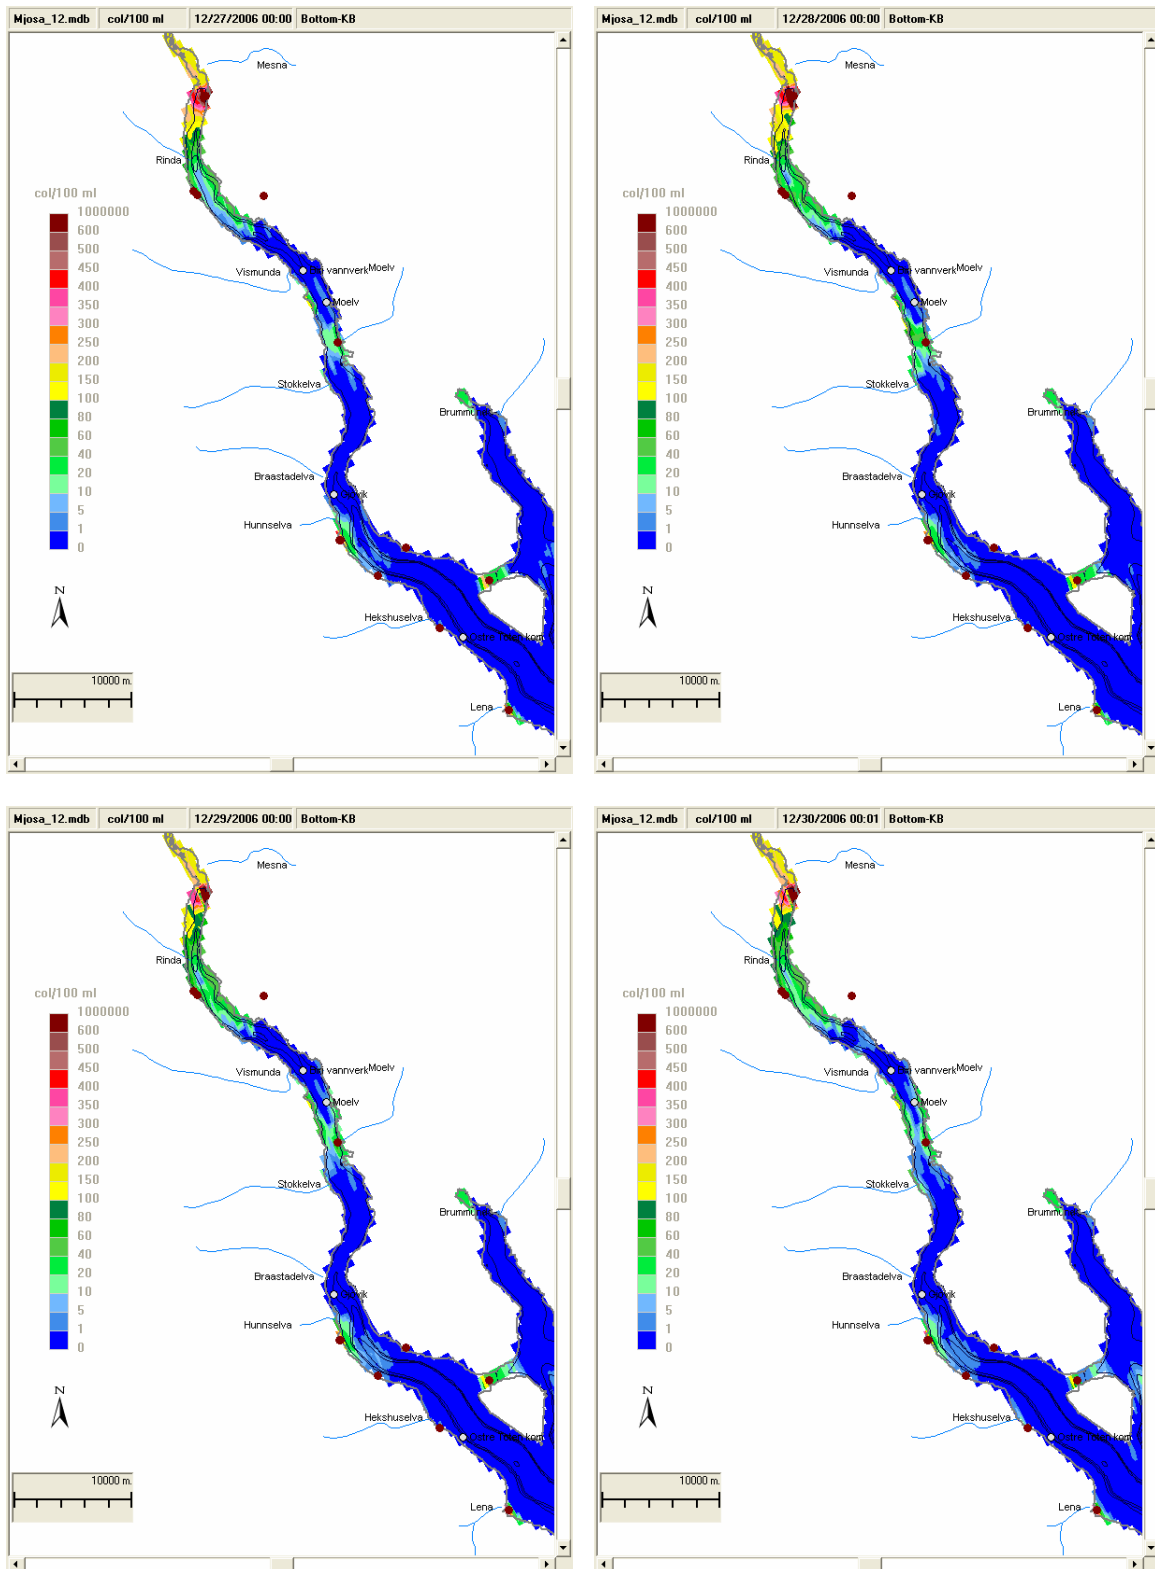 Mjosa_12.mdb col/100 ml 12/27/2006 00:00 Bottom-KB
Mesna
Rinda
col/100 ml
1000000
600
500
450
400
350
300
250
200
150
100
80
60
40
20
10
5
1
0
Vismunda
vannverk
Moelv
Moelv
Stokkelva
Braastadelva
Hunnselva
Hekshuselva
Lena
N
10000 m.
Mjosa_12.mdb col/100 ml 12/28/2006 00:00 Bottom-KB
Mesna
Rinda
col/100 ml
1000000
600
500
450
400
350
300
250
200
150
100
80
60
40
20
10
5
1
0
Vismunda
vannverk
Moelv
Moelv
Stokkelva
Braastadelva
Hunnselva
Hekshuselva
Lena
N
10000 m.
Mjosa_12.mdb col/100 ml 12/29/2006 00:00 Bottom-KB
Mesna
Rinda
col/100 ml
1000000
600
500
450
400
350
300
250
200
150
100
80
60
40
20
10
5
1
0
Vismunda
vannverk
Moelv
Moelv
Stokkelva
Braastadelva
Hunnselva
Hekshuselva
Lena
N
10000 m.
Mjosa_12.mdb col/100 ml 12/30/2006 00:01 Bottom-KB
Mesna
Rinda
col/100 ml
1000000
600
500
450
400
350
300
250
200
150
100
80
60
40
20
10
5
1
0
Vismunda
vannverk
Moelv
Moelv
Stokkelva
Braastadelva
Hunnselva
Hekshuselva
Lena
N
10000 m.